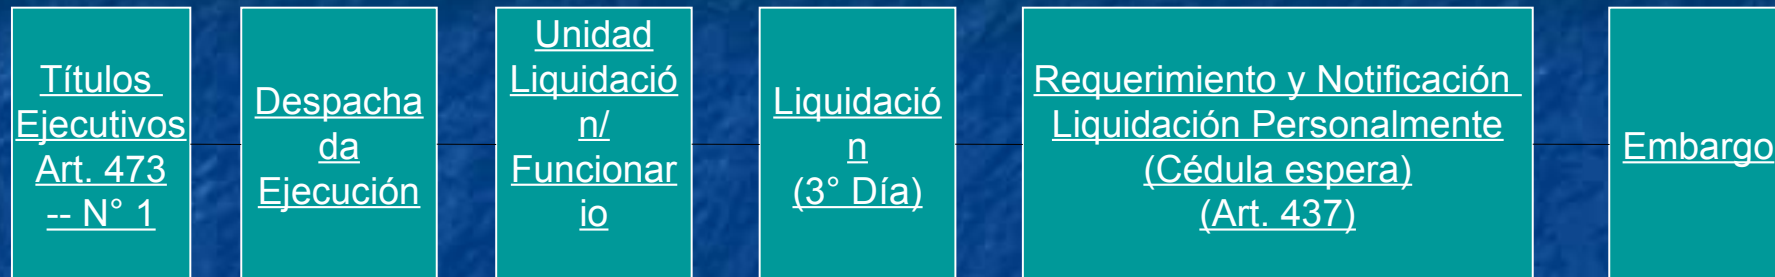 Títulos
Ejecutivos
Art. 473
-- N° 1
Despacha
da
Ejecución
Unidad
Liquidació
n/
Funcionar
io
Liquidació
n
(3° Día)
Requerimiento y Notificación
Liquidación Personalmente
(Cédula espera)
(Art. 437)
Embargo